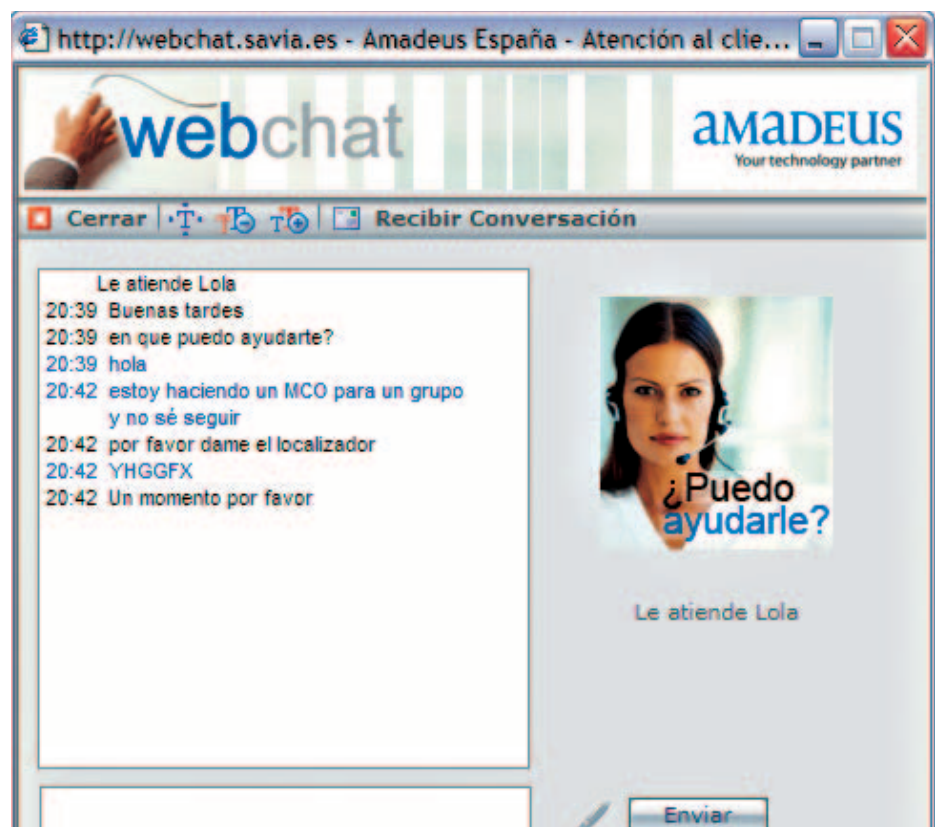 http://webchat.savia.es - Amadeus España - Atención al clie...
webchat
amadeus
Your technology partner
Cerrar T T T Recibir Conversación
Le atiende Lola
20:39 Buenas tardes
20:39 en que puedo ayudarte?
20:39 hola
20:42 estoy haciendo un MCO para un grupo
y no sé seguir
20:42 por favor dame el localizador
20:42 YHGGFX
20:42 Un momento por favor
¿Puedo
ayudarle?
Le atiende Lola
Enviar